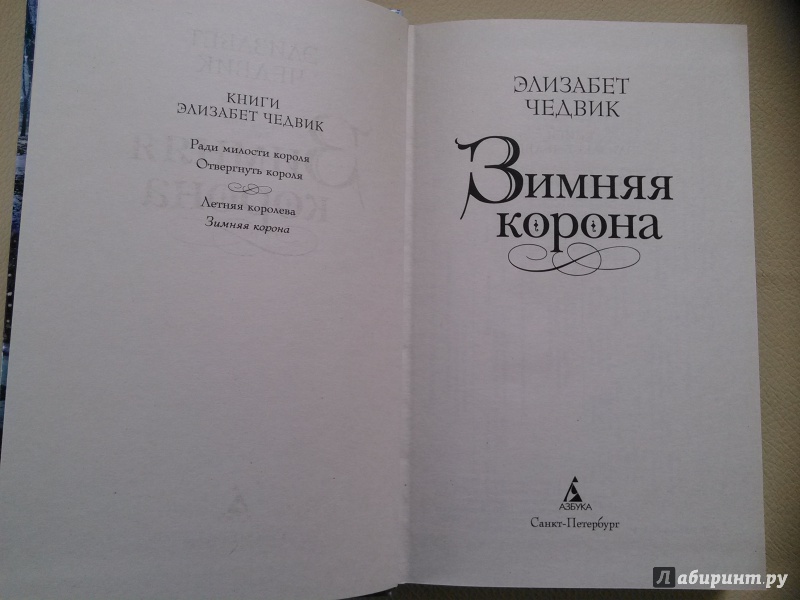 КНИГИ
ЭЛИЗАБЕТ ЧЕДВИК
Ради милости короля
Отвергнуть короля
Летняя королева
Зимняя корона
ЭЛИЗАБЕТ
ЧЕДВИК
Зимняя
корона
АЗБУКА
Санкт-Петербург
Лабиринт.ру